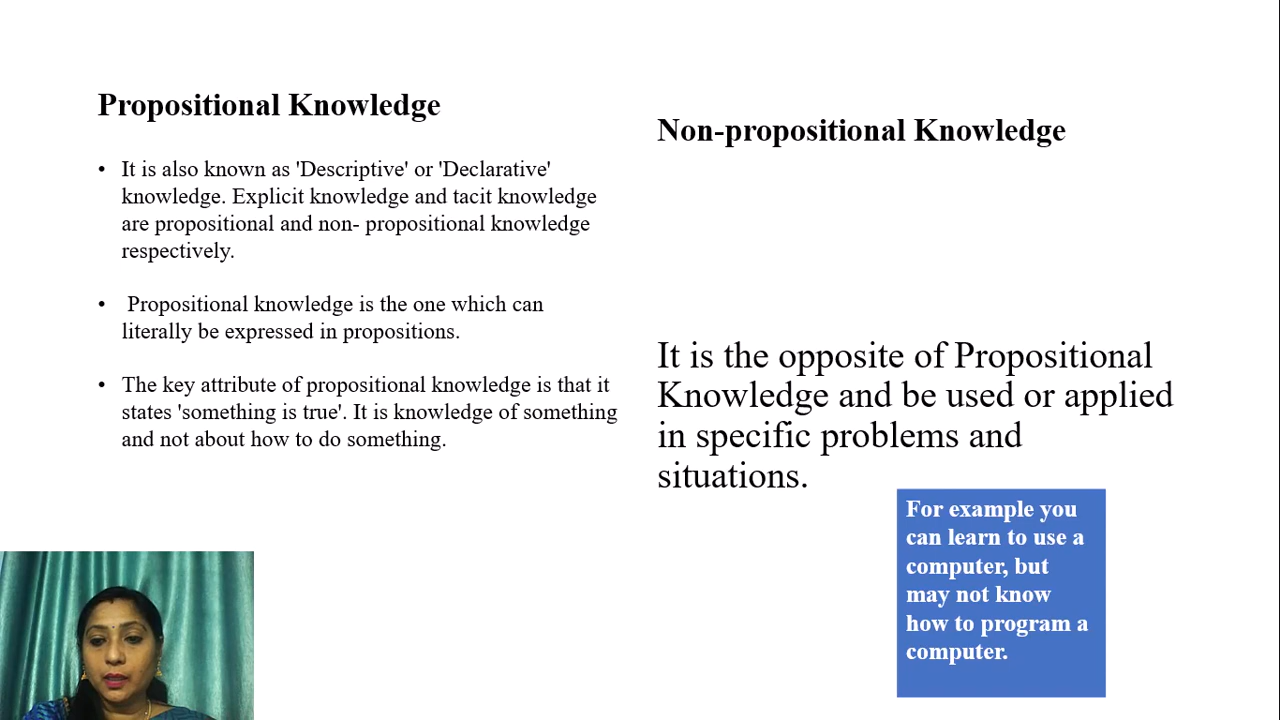 Propositional Knowledge
• It is also known as 'Descriptive' or 'Declarative'
knowledge. Explicit knowledge and tacit knowledge
are propositional and non- propositional knowledge
respectively.
• Propositional knowledge is the one which can
literally be expressed in propositions.
• The key attribute of propositional knowledge is that it
states 'something is true'. It is knowledge of something
and not about how to do something.
Non-propositional Knowledge
It is the opposite of Propositional
Knowledge and be used or applied
in specific problems and
situations.
For example you
can learn to use a
computer, but
may not know
how to program a
computer.